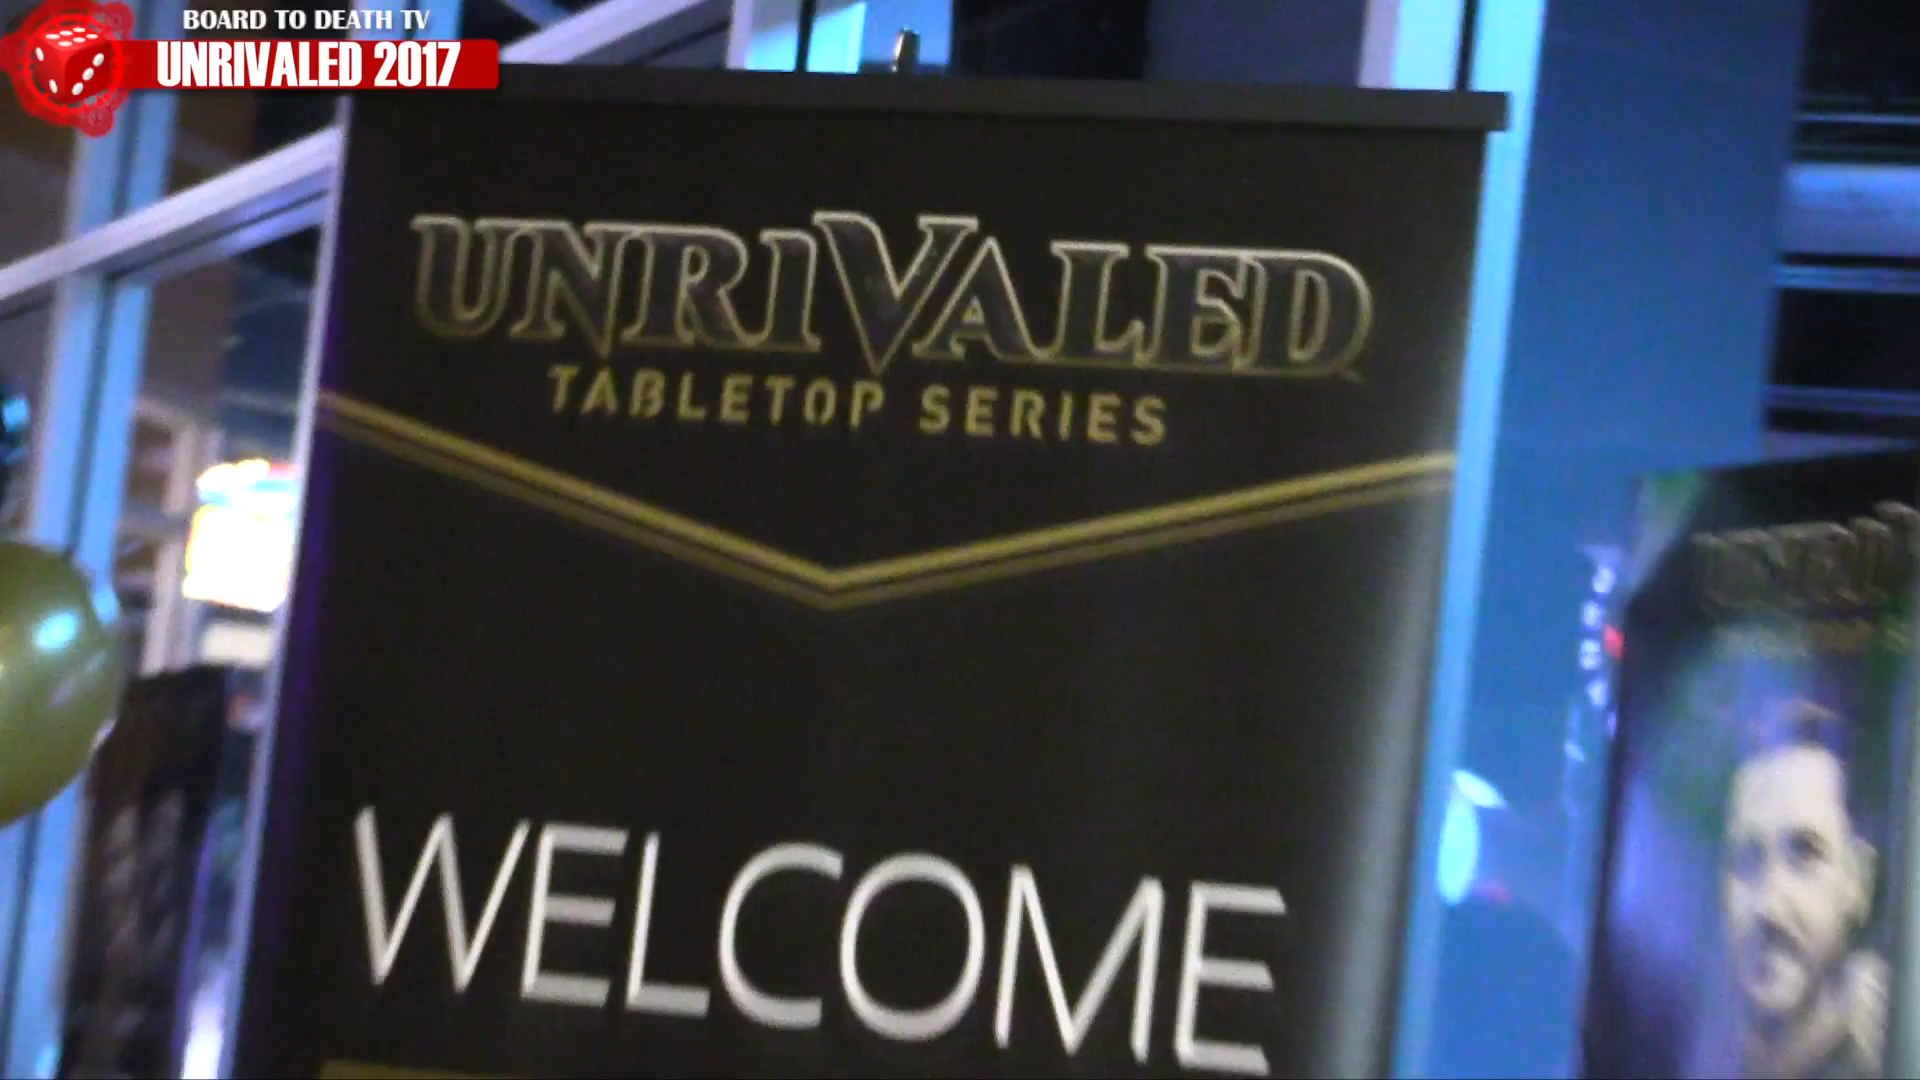 BOARD TO DEATH TV
UNRIVALED 2017
UNRIVALED
TABLETOP SERIES
WELCOME